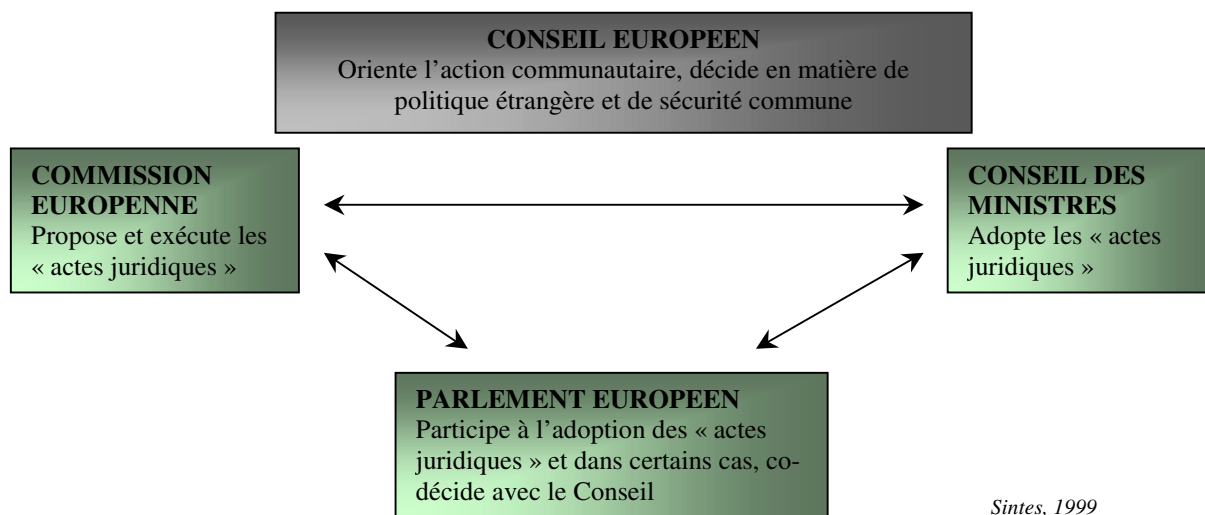 CONSEIL EUROPEEN
Oriente l’action communautaire, décide en matière de
politique étrangère et de sécurité commune
COMMISSION
EUROPENNE
Propose et exécute les
« actes juridiques »
CONSEIL DES
MINISTRES
Adopte les « actes
juridiques »
PARLEMENT EUROPEEN
Participe à l’adoption des « actes
juridiques » et dans certains cas, co-
décide avec le Conseil
Sintes, 1999